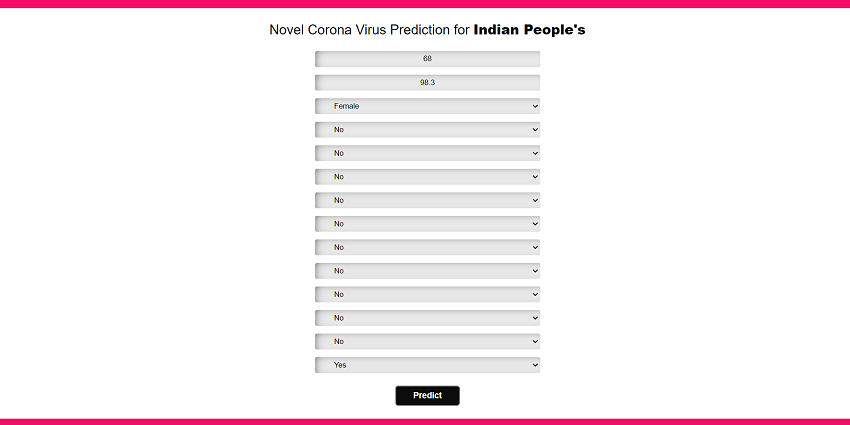 Novel Corona Virus Prediction for Indian People's
68
98.3
Female
No
No
No
No
No
No
No
No
No
No
Yes
Predict